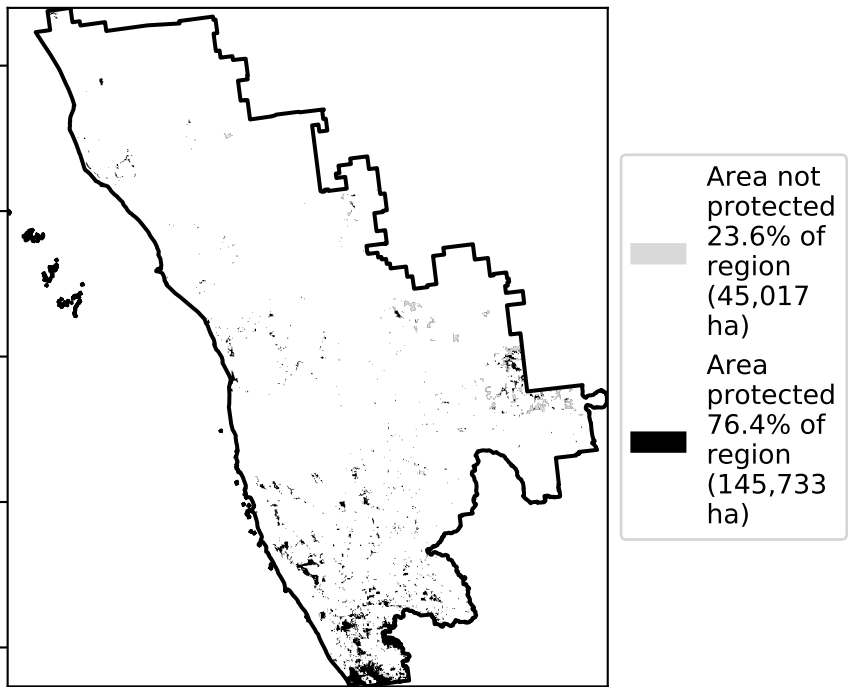 Area not
protected
23.6% of
region
(45,017
ha)
Area
protected
76.4% of
region
(145,733
ha)